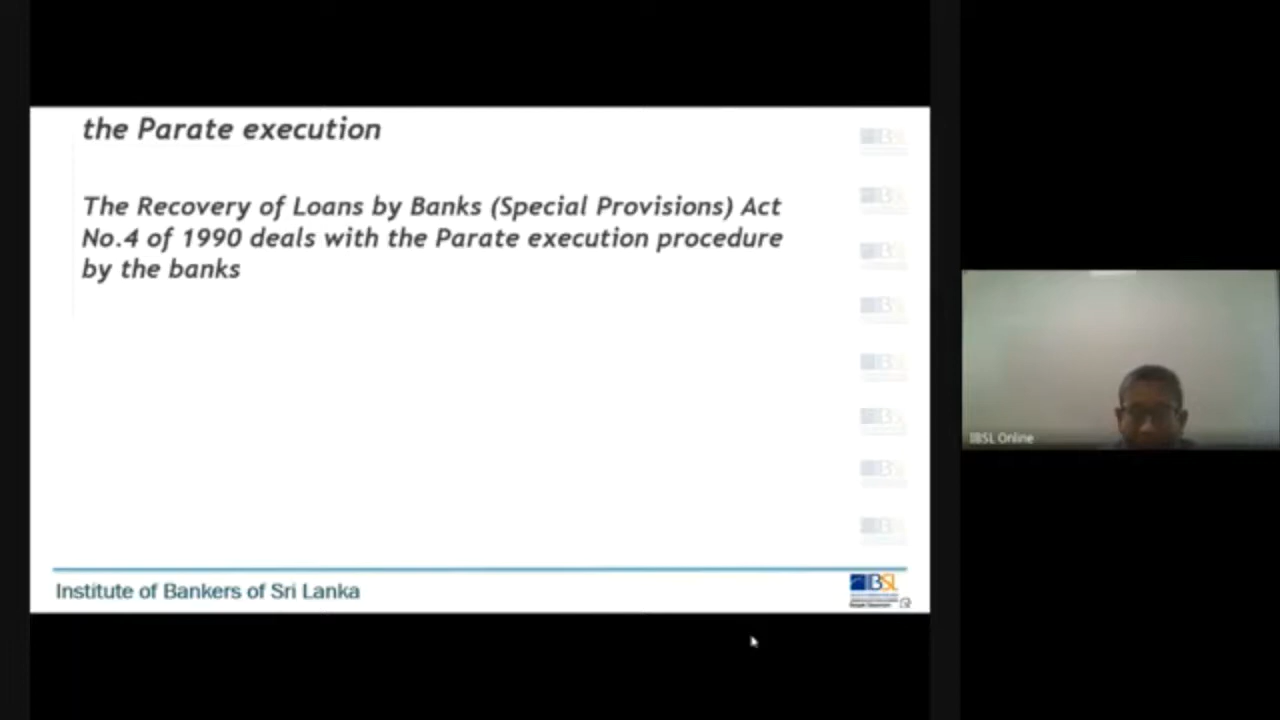 the Parate execution
The Recovery of Loans by Banks (Special Provisions) Act
No.4 of 1990 deals with the Parate execution procedure
by the banks
IBSL Online
Institute of Bankers of Sri Lanka
IBSL